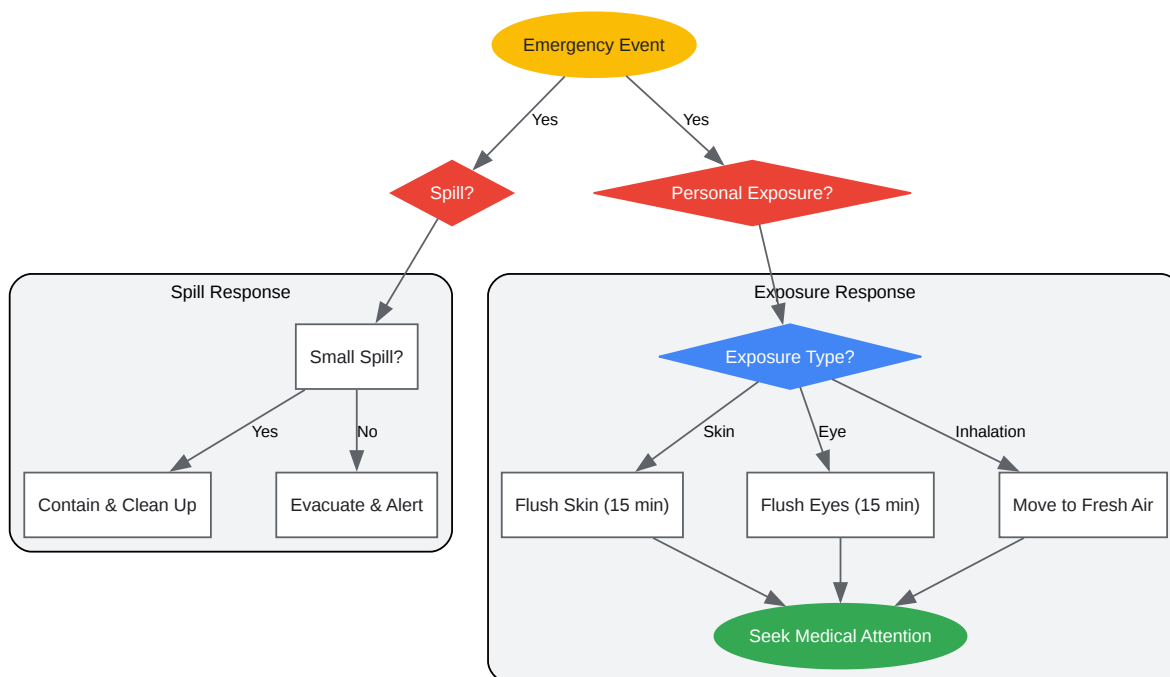 Emergency Event
Yes
Yes
Spill?
Personal Exposure?
Spill Response
Exposure Response
Small Spill?
Exposure Type?
Yes
No
Skin
Eye
Inhalation
Contain & Clean Up
Evacuate & Alert
Flush Skin (15 min)
Flush Eyes (15 min)
Move to Fresh Air
Seek Medical Attention